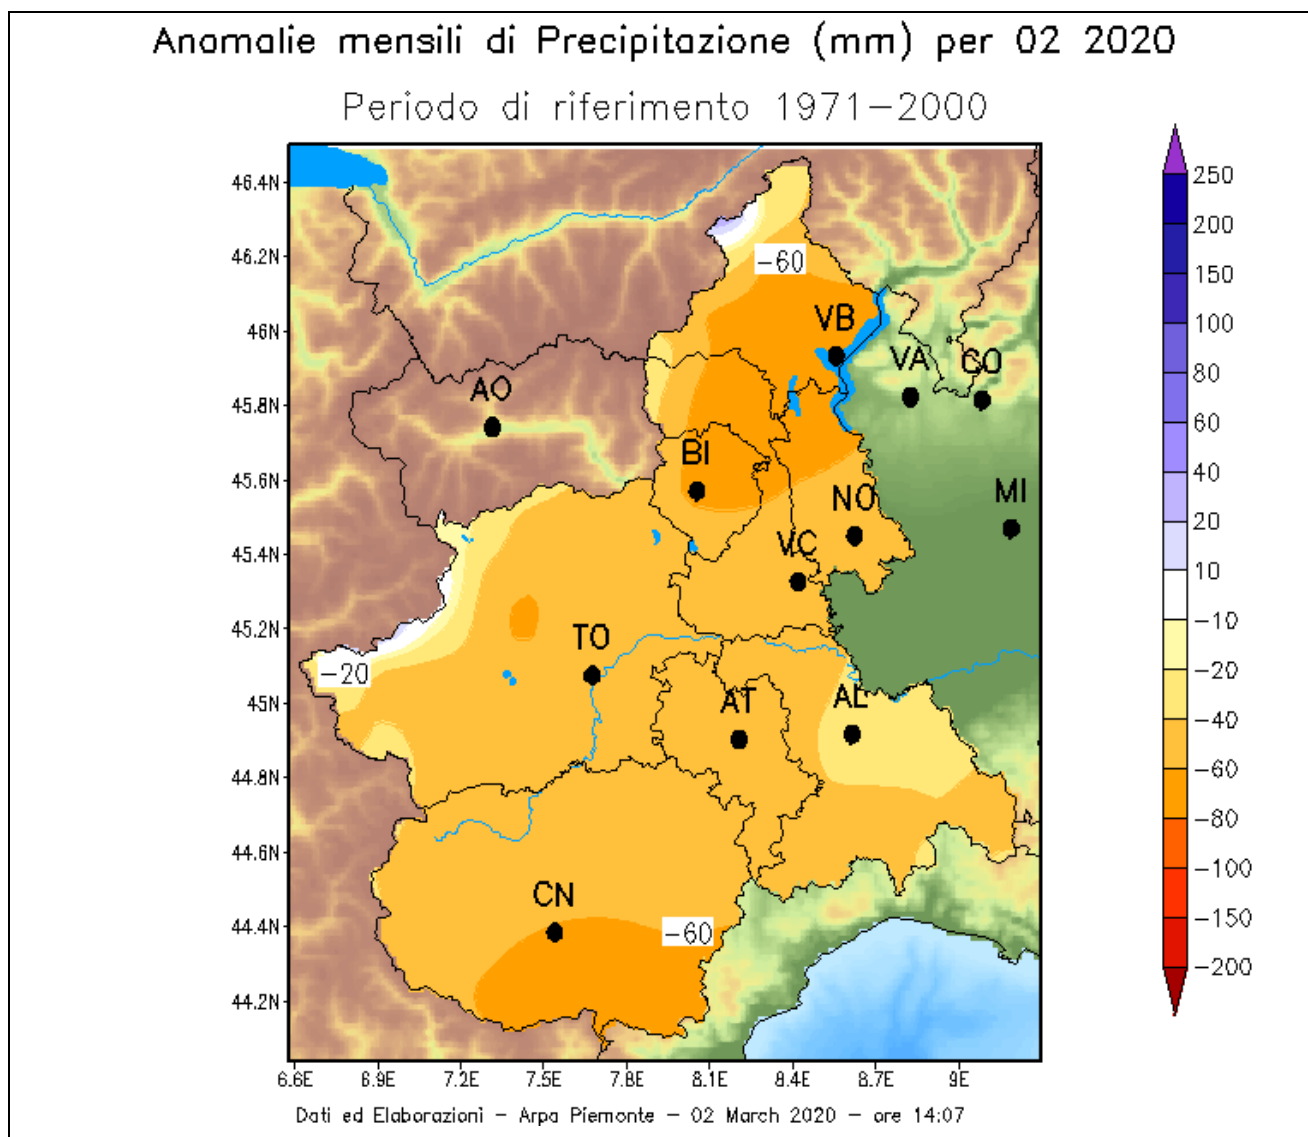 Anomalie mensili di Precipitazione (mm) per 02 2020
Periodo di riferimento 1971-2000
46.4N
46.2N
46N
45.8N
45.6N
45.4N
45.2N
45N
44.8N
44.6N
44.4N
44.2N
-60
VB
VA
CO
AO
BI
NO
MI
VC
TO
-20
AT
AL
CN
-60
250
200
150
100
80
60
40
20
10
-10
-20
-40
-60
-80
-100
-150
-200
6.6E 6.9E 7.2E 7.5E 7.8E 8.1E 8.4E 8.7E 9E
Dati ed Elaborazioni - Arpa Piemonte - 02 March 2020 - ore 14:07